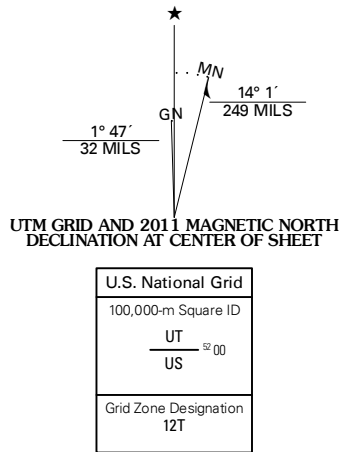 ★
MN
GN
14° 1´
249 MILS
1° 47´
32 MILS
UTM GRID AND 2011 MAGNETIC NORTH
DECLINATION AT CENTER OF SHEET
U.S. National Grid
100,000-m Square ID
UT
52 00
US
Grid Zone Designation
12T